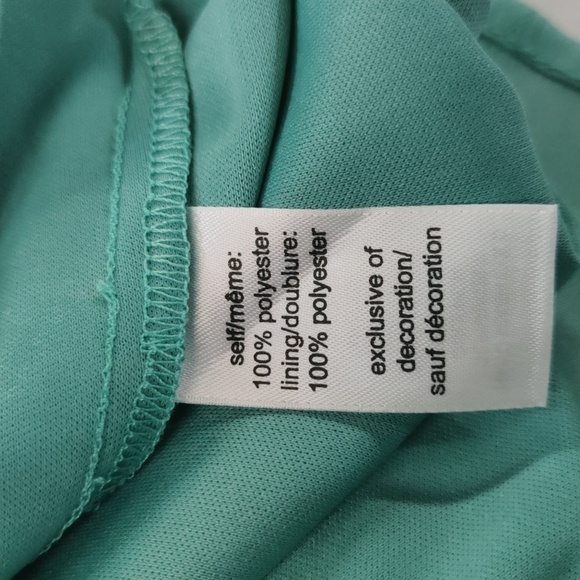 self/même:
100% polyester
lining/doublure:
100% polyester
exclusive of
decoration/
sauf décoration